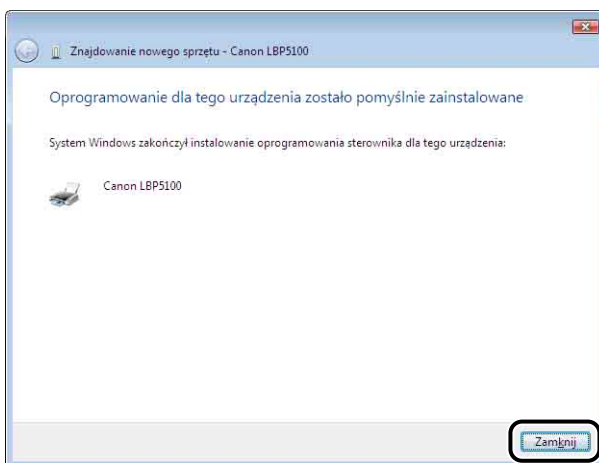 Znajdowanie nowego sprzętu - Canon LBP5100
Oprogramowanie dla tego urządzenia zostało pomyślnie zainstalowane
System Windows zakończył instalowanie oprogramowania sterownika dla tego urządzenia:
Canon LBP5100
Zamknij